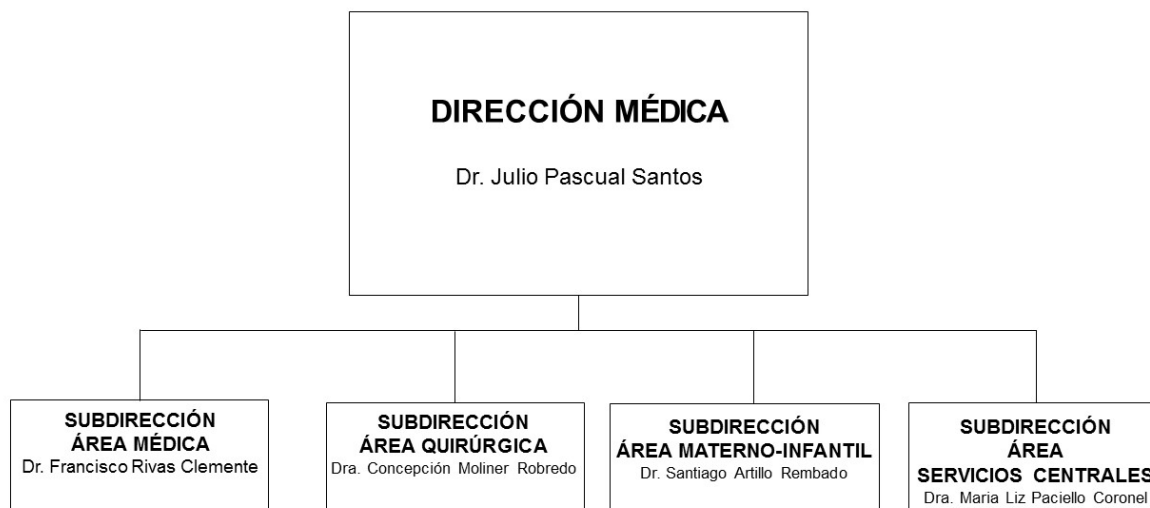 DIRECCIÓN MÉDICA
Dr. Julio Pascual Santos
SUBDIRECCIÓN
ÁREA MÉDICA
Dr. Francisco Rivas Clemente
SUBDIRECCIÓN
ÁREA QUIRÚRGICA
Dra. Concepción Moliner Robredo
SUBDIRECCIÓN
ÁREA MATERNO-INFANTIL
Dr. Santiago Artillo Rembado
SUBDIRECCIÓN
ÁREA
SERVICIOS CENTRALES
Dra. Maria Liz Paciello Coronel